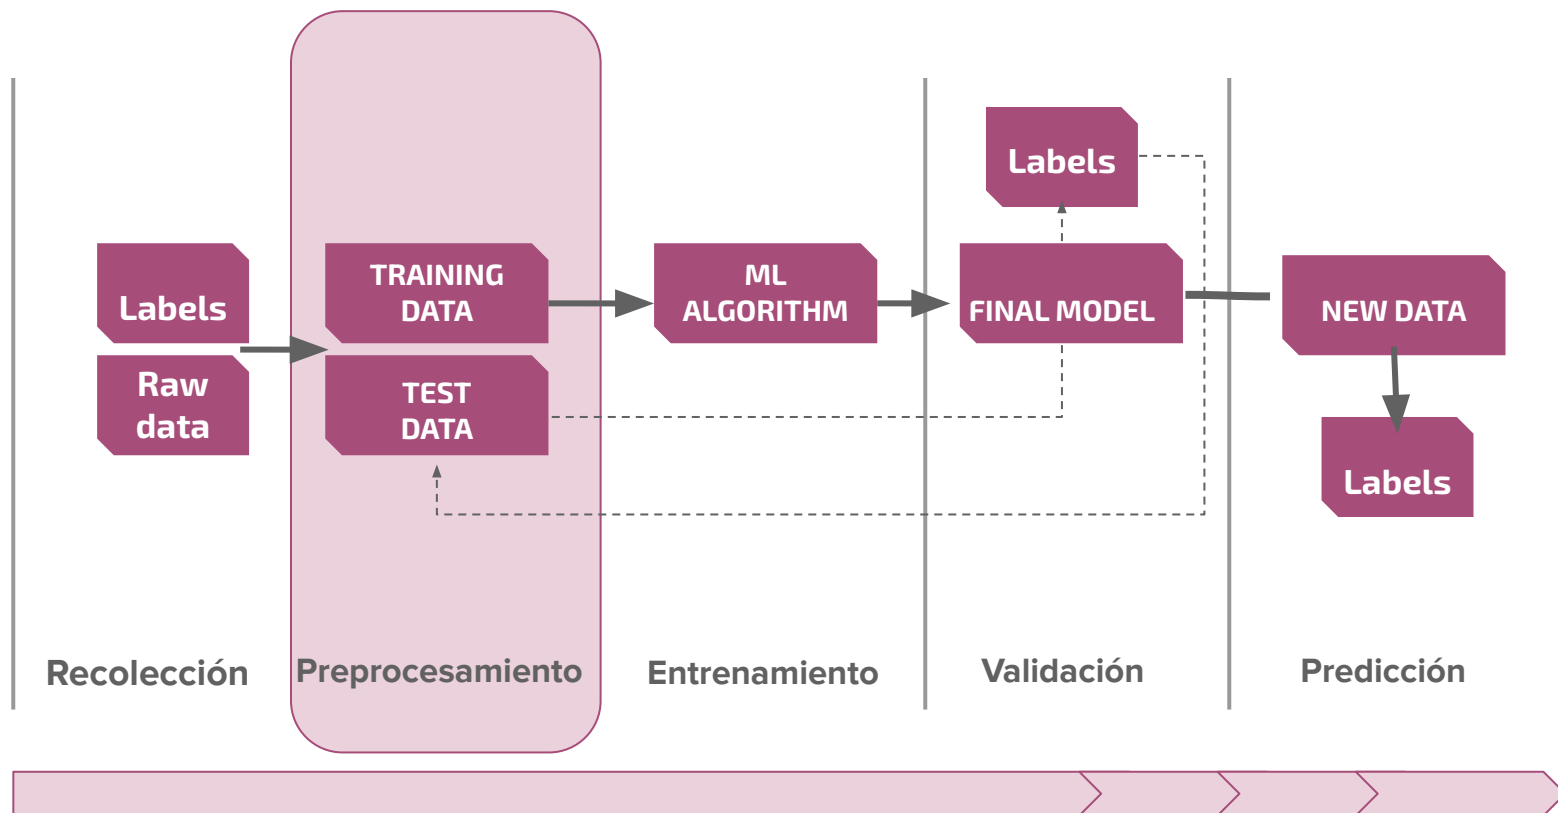 Labels
Raw
data
TRAINING
DATA
TEST
DATA
ML
ALGORITHM
Labels
FINAL MODEL
NEW DATA
Labels
Recolección
Preprocesamiento
Entrenamiento
Validación
Predicción